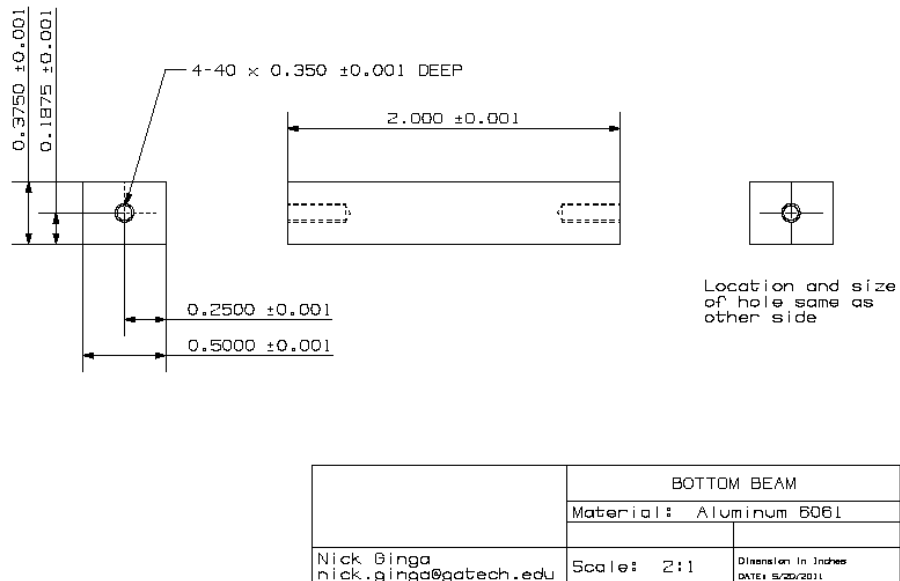 0.3750 ±0.001
0.1875 ±0.001
4-40 x 0.350 ±0.001 DEEP
2.000 ±0.001
0.2500 ±0.001
0.5000 ±0.001
Location and size
of hole same as
other side
BOTTOM BEAM
Material: Aluminum 6061
Nick Ginga
nick.ginga@gatech.edu
Scale: 2:1
Dimension in Inches
DATE: 5/20/2011